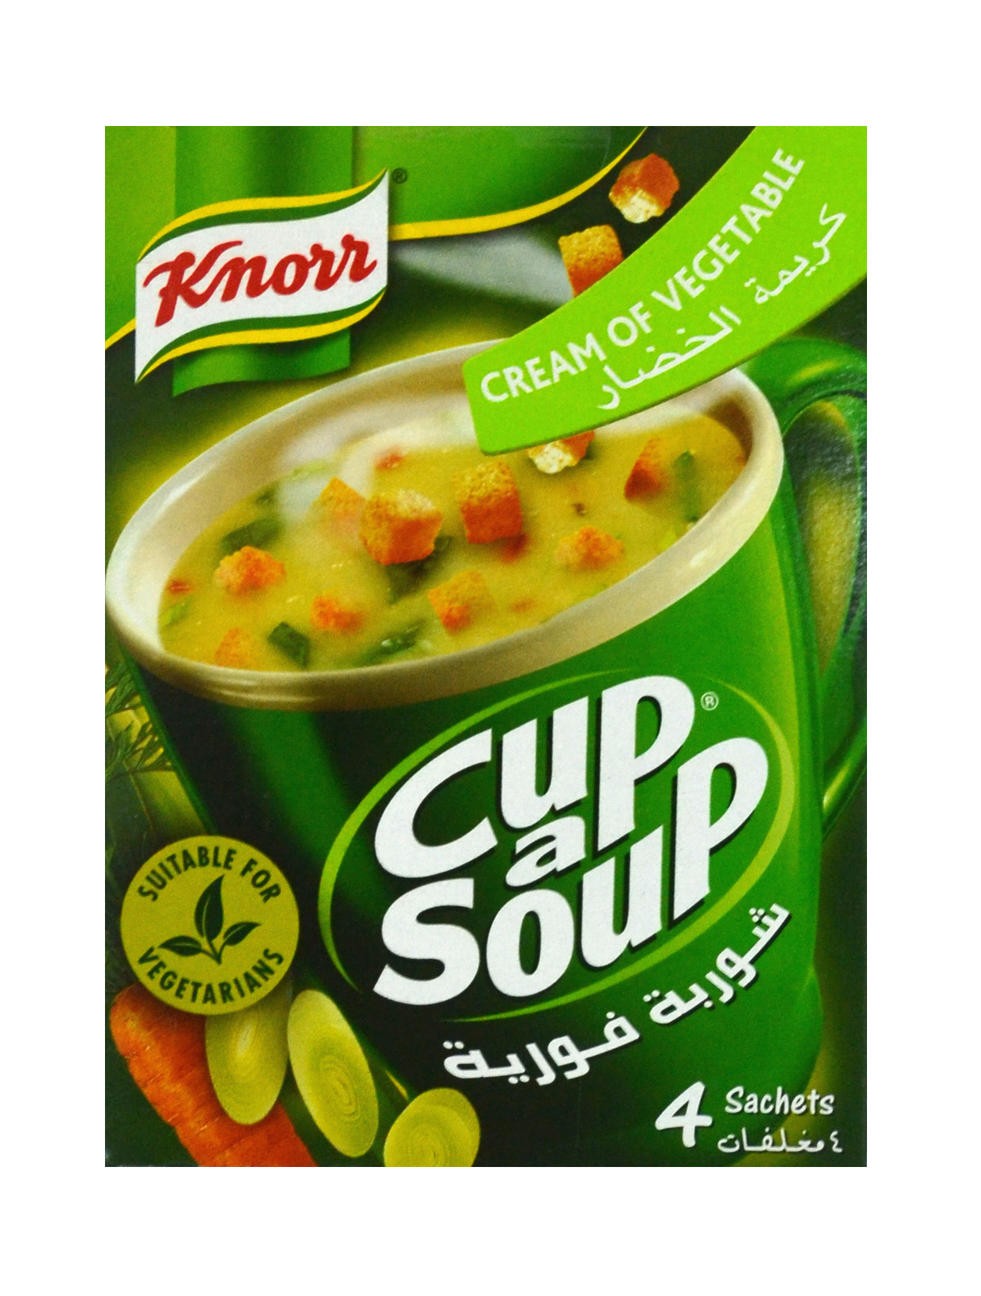 Knorr®
CREAM OF VEGETABLE
كريمة الخضار
Cup®
a
Soup
شوربة فورية
SUITABLE FOR
VEGETARIANS
4 Sachets
٤ مغلفات